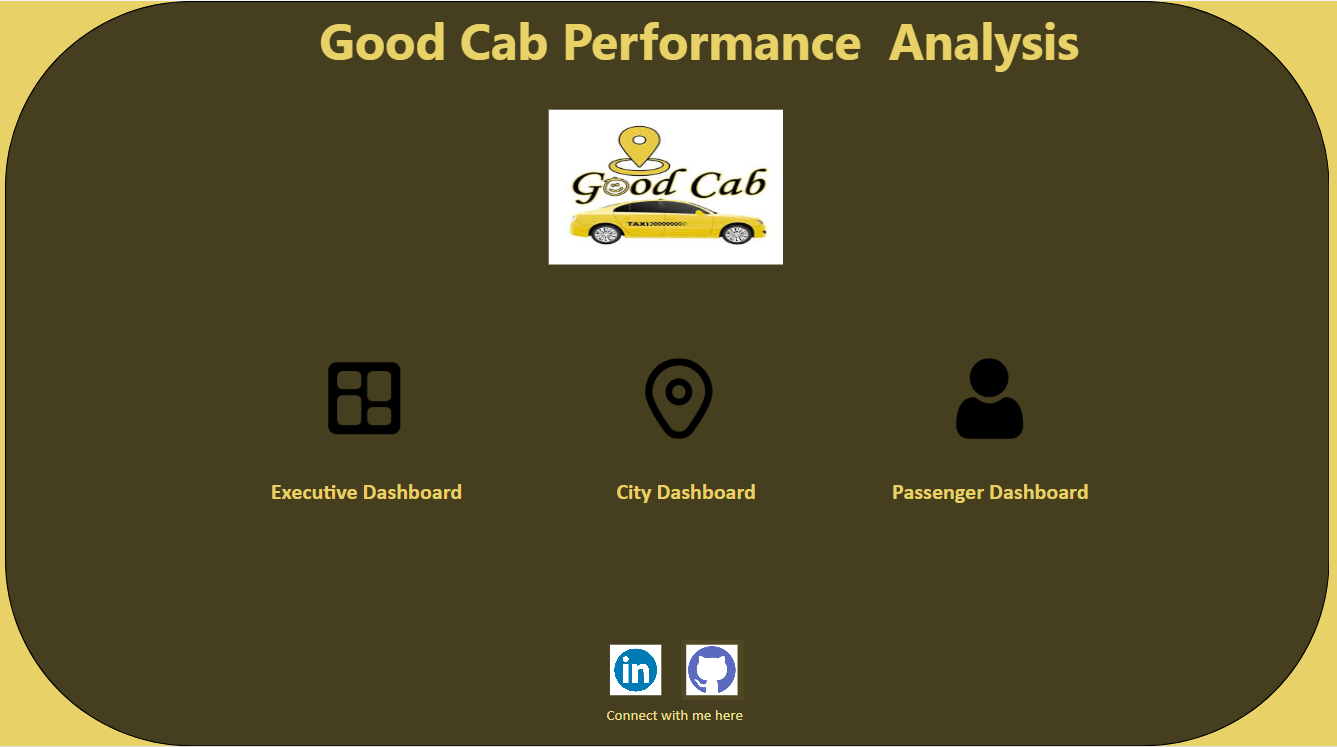 Good Cab Performance  Analysis
Good Cab
TAXI
Executive Dashboard
City Dashboard
Passenger Dashboard
in
Connect with me here